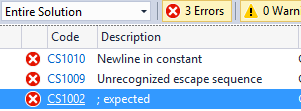 Entire Solution 3 Errors 0 Warn
Code Description
CS1010 Newline in constant
CS1009 Unrecognized escape sequence
CS1002 ; expected